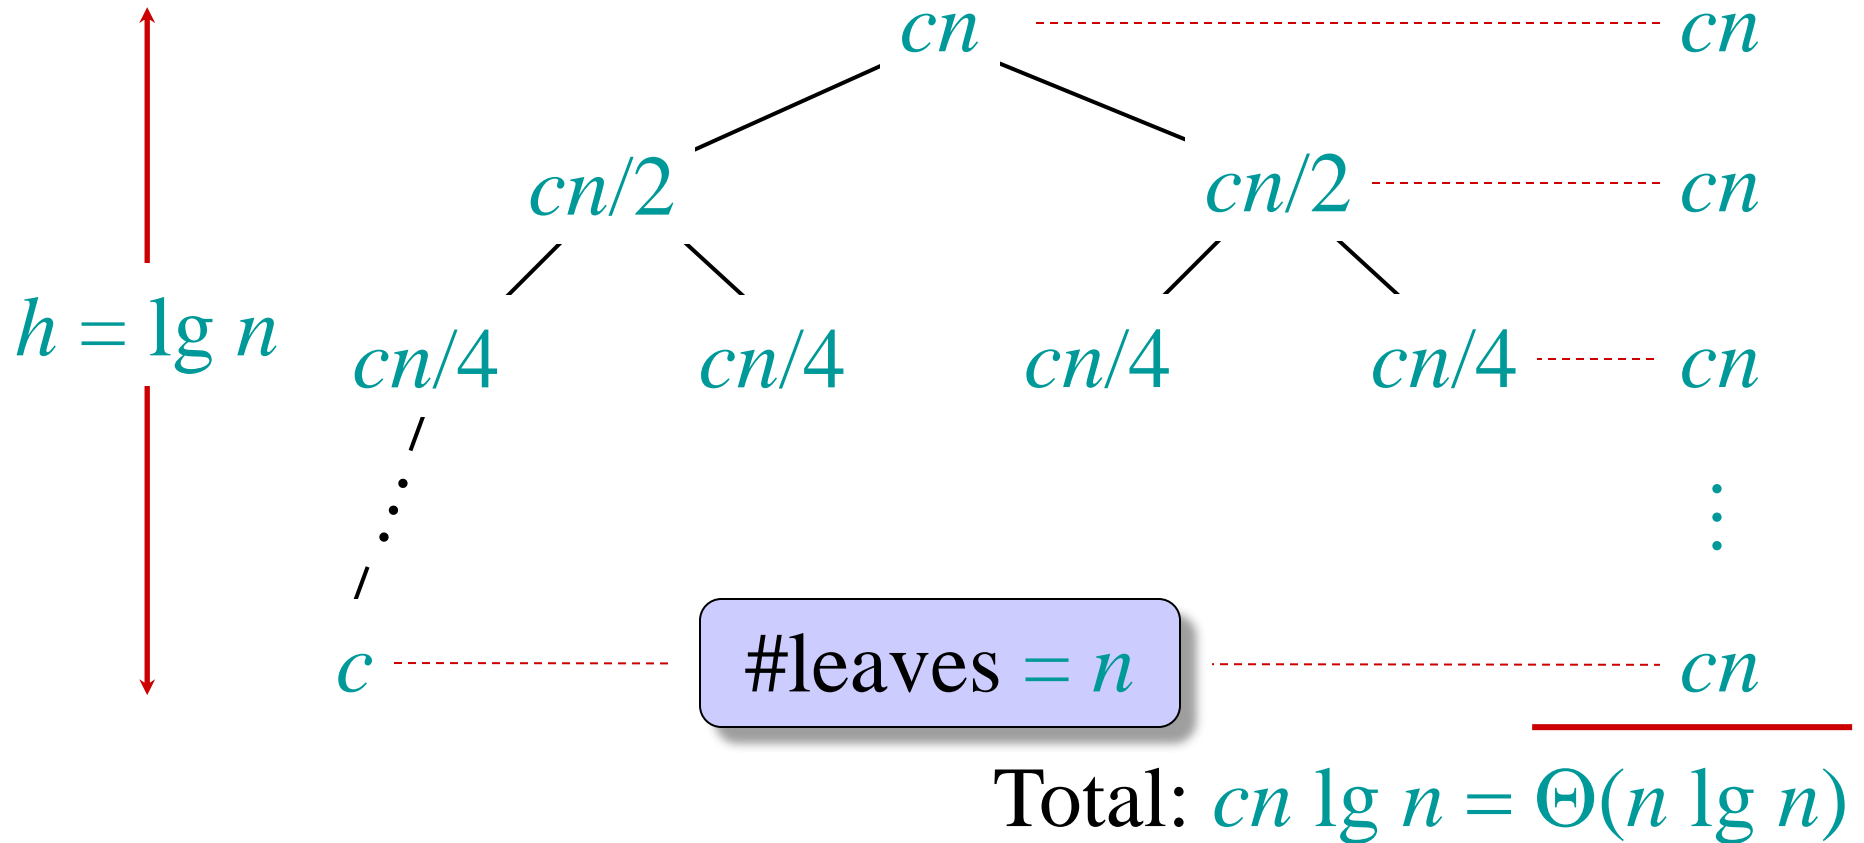 cn cn
cn/2 cn/2 cn
h = lg n cn/4 cn/4 cn/4 cn/4 cn
c #leaves = n cn
Total: cn lg n = Θ(n lg n)